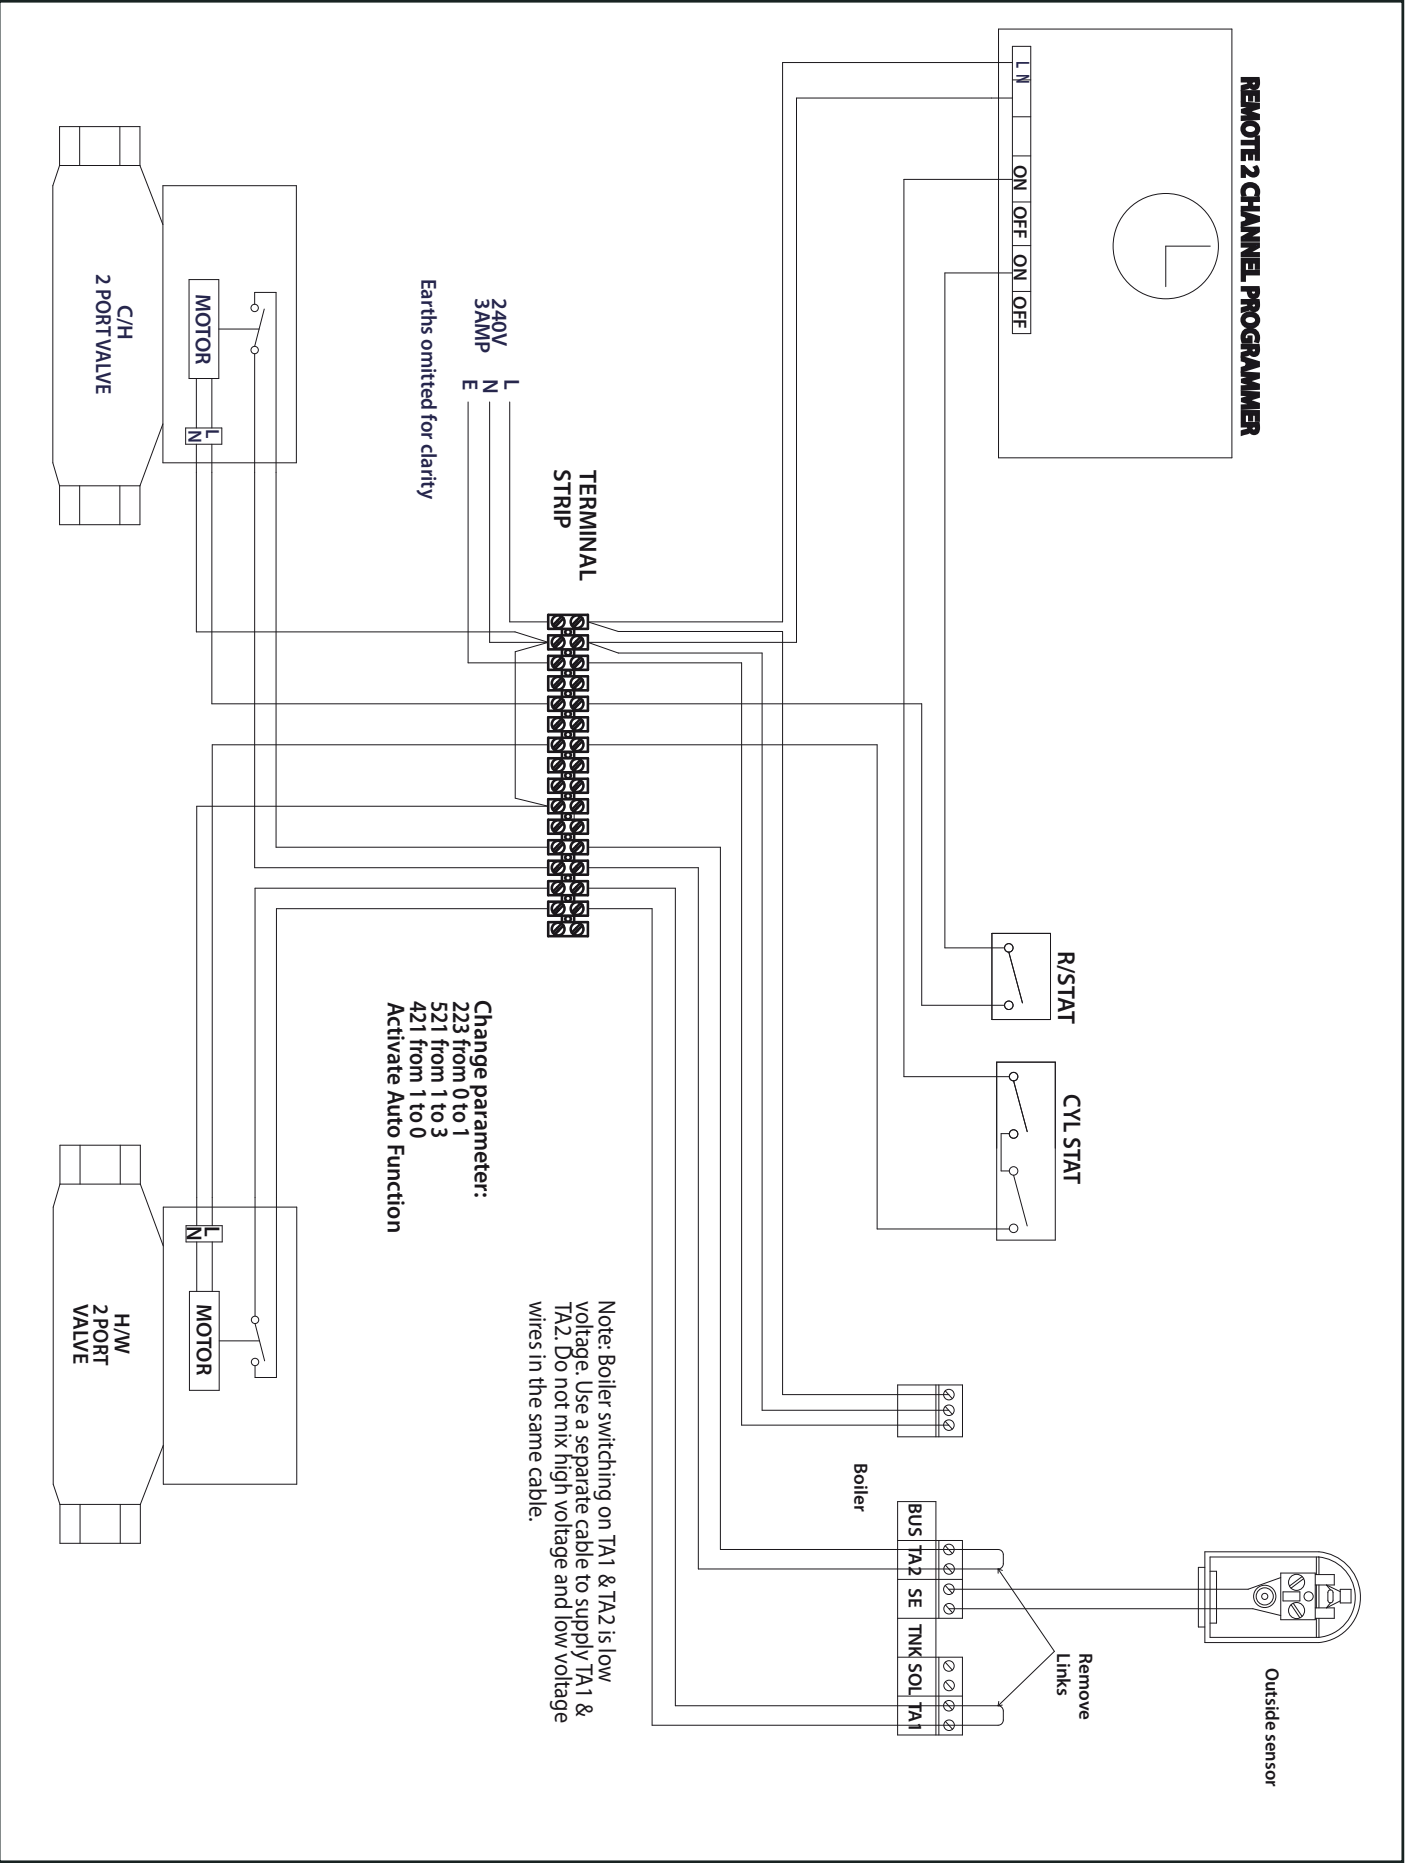 REMOTE 2 CHANNEL PROGRAMMER
L N
ON
OFF
ON
OFF
R/STAT
CYL STAT
Outside sensor
Remove
Links
Boiler
BUS
TA2
SE
TNK
SOL
TA1
TERMINAL
STRIP
240V
3AMP
L
N
E
Earths omitted for clarity
Note: Boiler switching on TA1 & TA2 is low
voltage. Use a separate cable to supply TA1 &
TA2. Do not mix high voltage and low voltage
wires in the same cable.
Change parameter:
223 from 0 to 1
521 from 1 to 3
421 from 1 to 0
Activate Auto Function
MOTOR
L
N
C/H
2 PORT VALVE
L
N
MOTOR
H/W
2 PORT
VALVE